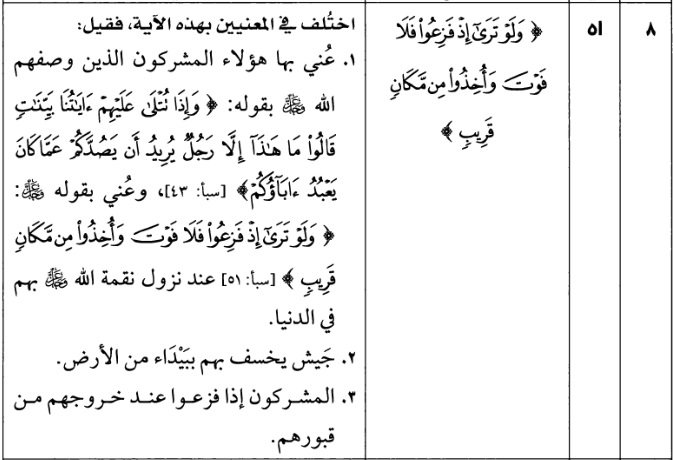 ٨
٥١
﴿ وَلَوْ تَرَىٰٓ إِذْ فَزِعُوا۟ فَلَا
فَوْتَ وَأُخِذُوا۟ مِن مَّكَانٍ
قَرِيبٍ ﴾
اختُلف في المعنيين بهذه الآية، فقيل:
١. عُني بها هؤلاء المشركون الذين وصفهم
الله ﷻ بقوله: ﴿ وَإِذَا تُتْلَىٰ عَلَيْهِمْ ءَايَٰتُنَا بَيِّنَٰتٍ
قَالُوا۟ مَا هَٰذَآ إِلَّا رَجُلٌ يُرِيدُ أَن يَصُدَّكُمْ عَمَّا كَانَ
يَعْبُدُ ءَابَآؤُكُمْ﴾ [سبأ: ٤٣]، وعُني بقوله ﷻ:
﴿ وَلَوْ تَرَىٰٓ إِذْ فَزِعُوا۟ فَلَا فَوْتَ وَأُخِذُوا۟ مِن مَّكَانٍ
قَرِيبٍ ﴾ [سبأ: ٥١] عند نزول نقمة الله ﷻ بهم
في الدنيا.
٢. جَيش يخسف بهم ببَيْدَاء من الأرض.
٣. المشركون إذا فزعوا عند خروجهم من
قبورهم.